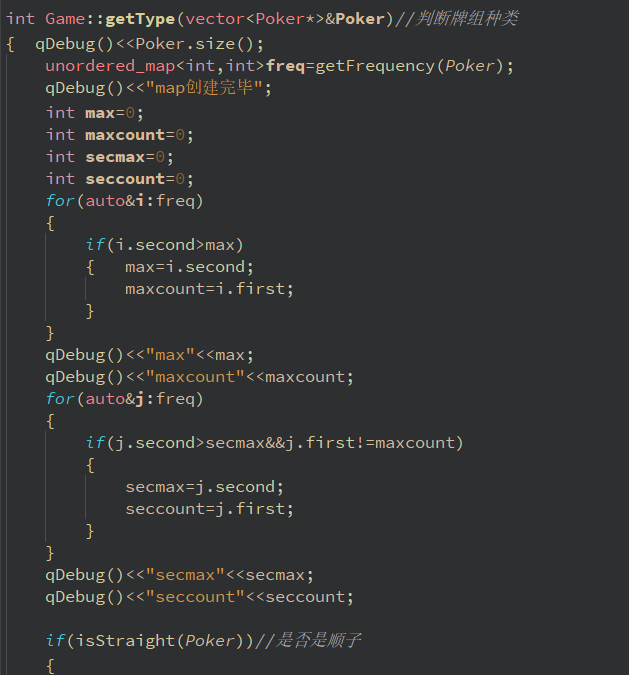 int Game::getType(vector<Poker*>&Poker)//判断牌组种类
{  qDebug()<<Poker.size();
unordered_map<int,int>freq=getFrequency(Poker);
qDebug()<<"map创建完毕";
int max=0;
int maxcount=0;
int secmax=0;
int seccount=0;
for(auto&i:freq)
{
if(i.second>max)
{   max=i.second;
maxcount=i.first;
}
}
qDebug()<<"max"<<max;
qDebug()<<"maxcount"<<maxcount;
for(auto&j:freq)
{
if(j.second>secmax&&j.first!=maxcount)
{
secmax=j.second;
seccount=j.first;
}
}
qDebug()<<"secmax"<<secmax;
qDebug()<<"seccount"<<seccount;
if(isStraight(Poker))//是否是顺子
{